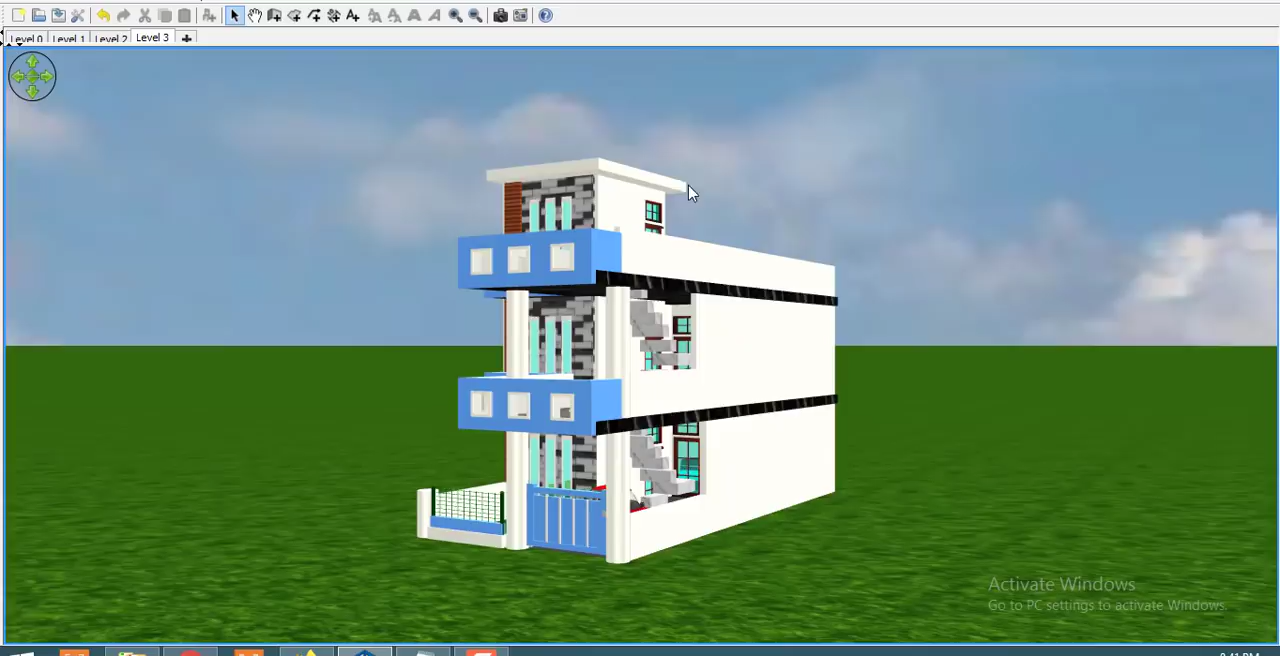 Level 0 Level 1 Level 2 Level 3
Activate Windows
Go to PC settings to activate Windows.